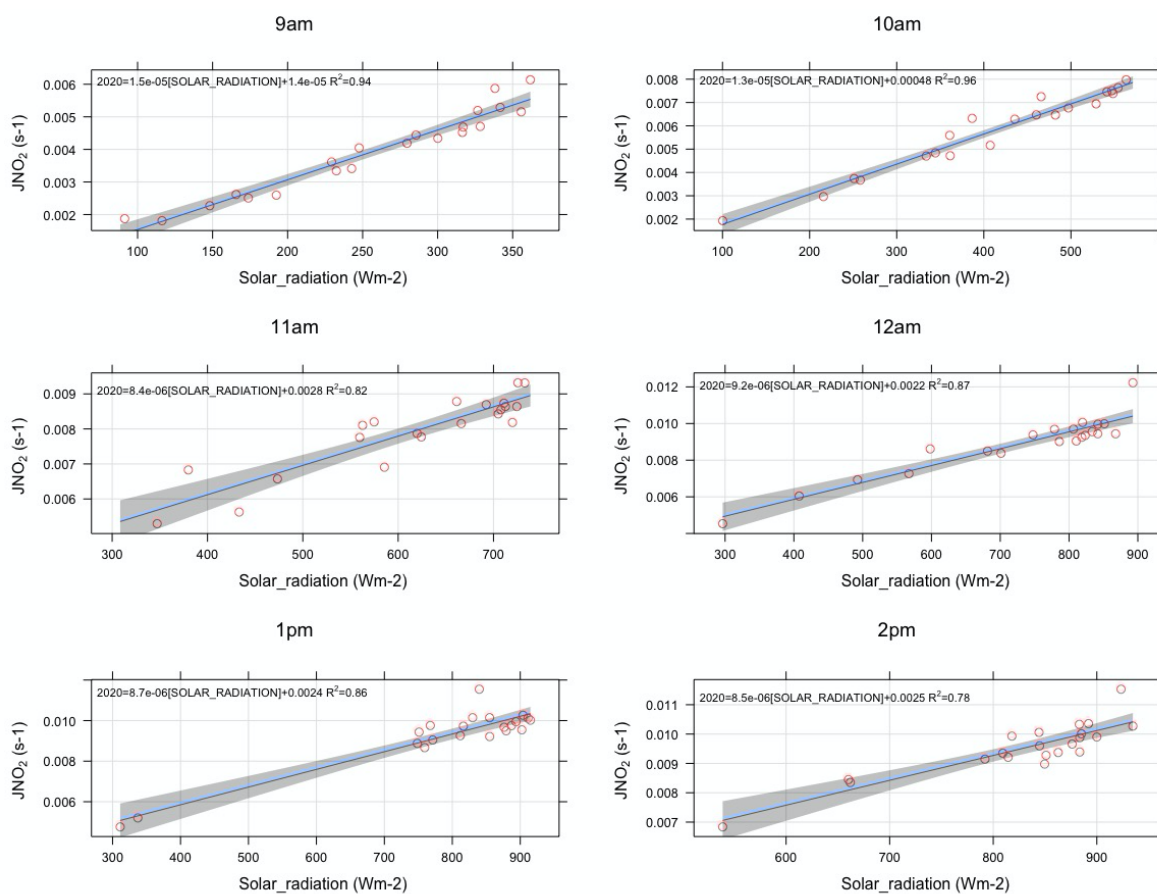 9am
10am
2020=1.5e-05[SOLAR_RADIATION]+1.4e-05 R²=0.94
0.006
0.005
0.004
0.003
0.002
JNO₂ (s-1)
100 150 200 250 300 350
Solar_radiation (Wm-2)
2020=1.3e-05[SOLAR_RADIATION]+0.00048 R²=0.96
0.008
0.007
0.006
0.005
0.004
0.003
0.002
JNO₂ (s-1)
100 200 300 400 500
Solar_radiation (Wm-2)
11am
12am
2020=8.4e-06[SOLAR_RADIATION]+0.0028 R²=0.82
0.009
0.008
0.007
0.006
JNO₂ (s-1)
300 400 500 600 700
Solar_radiation (Wm-2)
2020=9.2e-06[SOLAR_RADIATION]+0.0022 R²=0.87
0.012
0.010
0.008
0.006
JNO₂ (s-1)
300 400 500 600 700 800 900
Solar_radiation (Wm-2)
1pm
2pm
2020=8.7e-06[SOLAR_RADIATION]+0.0024 R²=0.86
0.010
0.008
0.006
JNO₂ (s-1)
300 400 500 600 700 800 900
Solar_radiation (Wm-2)
2020=8.5e-06[SOLAR_RADIATION]+0.0025 R²=0.78
0.011
0.010
0.009
0.008
0.007
JNO₂ (s-1)
600 700 800 900
Solar_radiation (Wm-2)